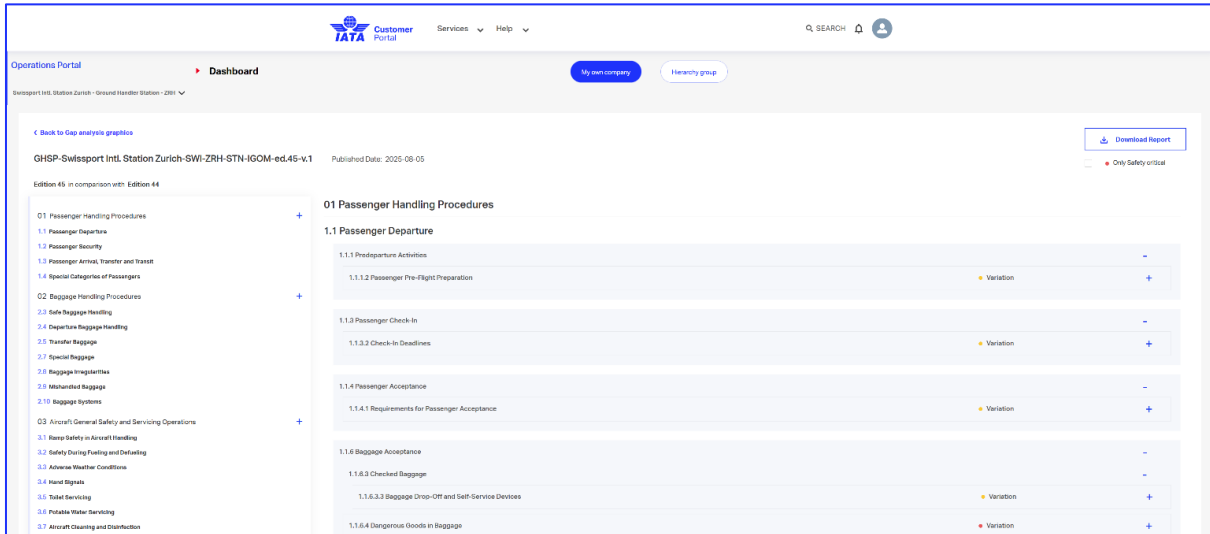 IATA
Customer
Portal
Services
Help
SEARCH
Operations Portal
Dashboard
My own company
Hierarchy group
Swissport Intl. Station Zurich - Ground Handler Station - ZRH
Back to Gap analysis graphics
Download Report
GHSP-Swissport Intl. Station Zurich-SWI-ZRH-STN-IGOM-ed.45-v.1
Published Date: 2025-08-05
Only Safety critical
Edition 45 in comparison with Edition 44
01 Passenger Handling Procedures +
1.1 Passenger Departure
1.2 Passenger Security
1.3 Passenger Arrival, Transfer and Transit
1.4 Special Categories of Passengers
02 Baggage Handling Procedures +
2.3 Safe Baggage Handling
2.4 Departure Baggage Handling
2.5 Transfer Baggage
2.7 Special Baggage
2.8 Baggage Irregularities
2.9 Mishandled Baggage
2.10 Baggage Systems
03 Aircraft General Safety and Servicing Operations +
3.1 Ramp Safety in Aircraft Handling
3.2 Safety During Fueling and Defueling
3.3 Adverse Weather Conditions
3.4 Hand Signals
3.5 Toilet Servicing
3.6 Potable Water Servicing
3.7 Aircraft Cleaning and Disinfection
01 Passenger Handling Procedures
1.1 Passenger Departure
1.1.1 Predeparture Activities -
1.1.1.2 Passenger Pre-Flight Preparation Variation +
1.1.3 Passenger Check-In -
1.1.3.2 Check-In Deadlines Variation +
1.1.4 Passenger Acceptance -
1.1.4.1 Requirements for Passenger Acceptance Variation +
1.1.6 Baggage Acceptance -
1.1.6.3 Checked Baggage -
1.1.6.3.3 Baggage Drop-Off and Self-Service Devices Variation +
1.1.6.4 Dangerous Goods in Baggage Variation +